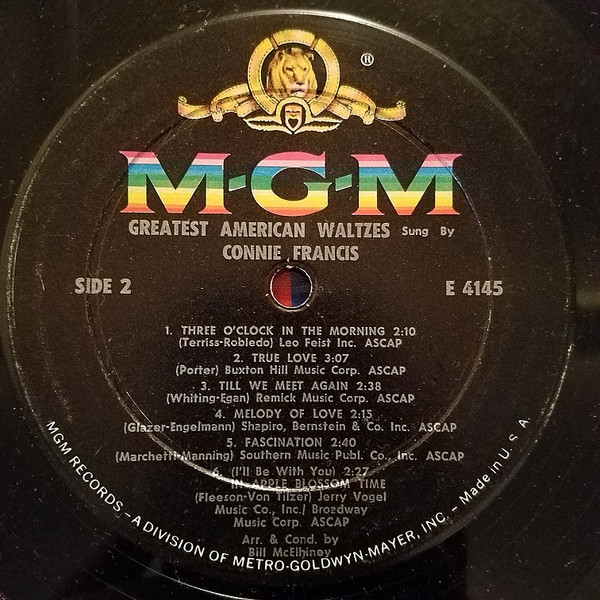 ®
M-G-M
GREATEST AMERICAN WALTZES Sung By
CONNIE FRANCIS
SIDE 2
E 4145
1. THREE O'CLOCK IN THE MORNING 2:10
(Terriss-Robledo) Leo Feist Inc. ASCAP
2. TRUE LOVE 3:07
(Porter) Buxton Hill Music Corp. ASCAP
3. TILL WE MEET AGAIN 2:38
(Whiting-Egan) Remick Music Corp. ASCAP
4. MELODY OF LOVE 2:15
(Glazer-Engelmann) Shapiro, Bernstein & Co. Inc. ASCAP
5. FASCINATION 2:40
(Marchetti-Manning) Southern Music Publ. Co., Inc. ASCAP
6. (I'll Be With You) 2:27
IN APPLE BLOSSOM TIME
(Fleeson-Von Tilzer) Jerry Vogel
Music Co., Inc./ Broadway
Music Corp. ASCAP
Arr. & Cond. by
Bill McElhiney
MGM RECORDS – A DIVISION OF METRO-GOLDWYN-MAYER, INC. – Made in U. S. A.